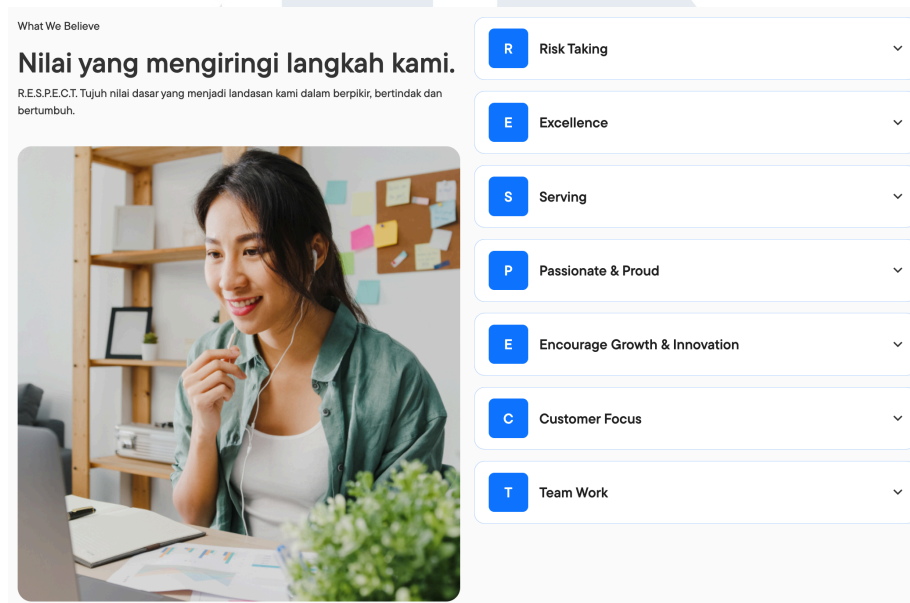 What We Believe
Nilai yang mengiringi langkah kami.
R.E.S.P.E.C.T. Tujuh nilai dasar yang menjadi landasan kami dalam berpikir, bertindak dan
bertumbuh.
R Risk Taking
E Excellence
S Serving
P Passionate & Proud
E Encourage Growth & Innovation
C Customer Focus
T Team Work